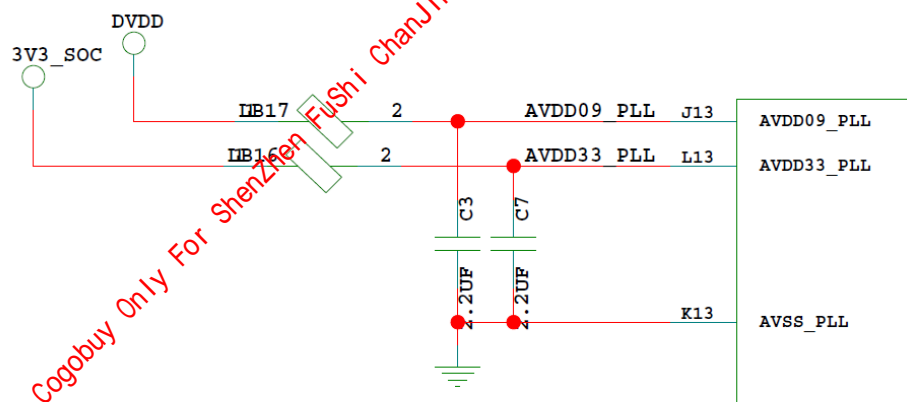 DVDD
3V3_SOC
LB17 2 AVDD09_PLL J13 AVDD09_PLL
LB16 2 AVDD33_PLL L13 AVDD33_PLL
C3 C7
2.2UF 2.2UF
K13 AVSS_PLL
Cogobuy Only For ShenZhen FuShi